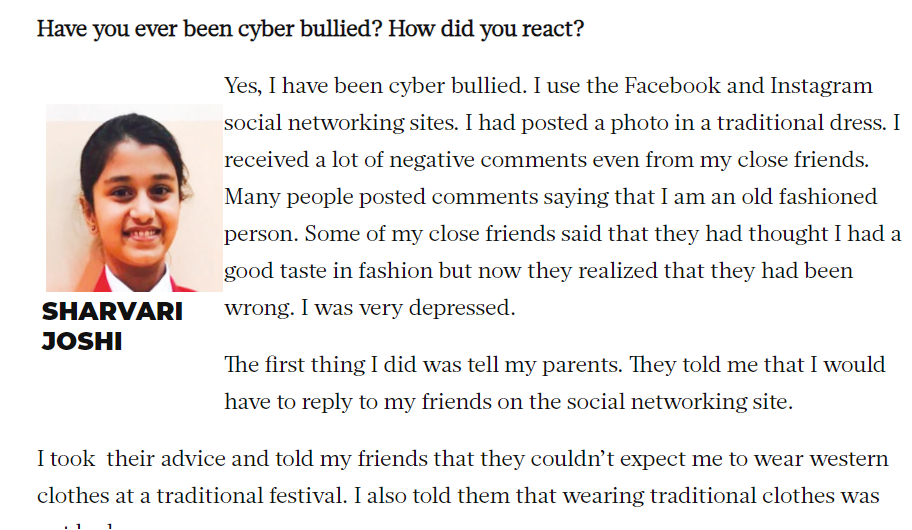 Have you ever been cyber bullied? How did you react?
Yes, I have been cyber bullied. I use the Facebook and Instagram
social networking sites. I had posted a photo in a traditional dress. I
received a lot of negative comments even from my close friends.
Many people posted comments saying that I am an old fashioned
person. Some of my close friends said that they had thought I had a
good taste in fashion but now they realized that they had been
wrong. I was very depressed.
SHARVARI
JOSHI
The first thing I did was tell my parents. They told me that I would
have to reply to my friends on the social networking site.
I took  their advice and told my friends that they couldn’t expect me to wear western
clothes at a traditional festival. I also told them that wearing traditional clothes was